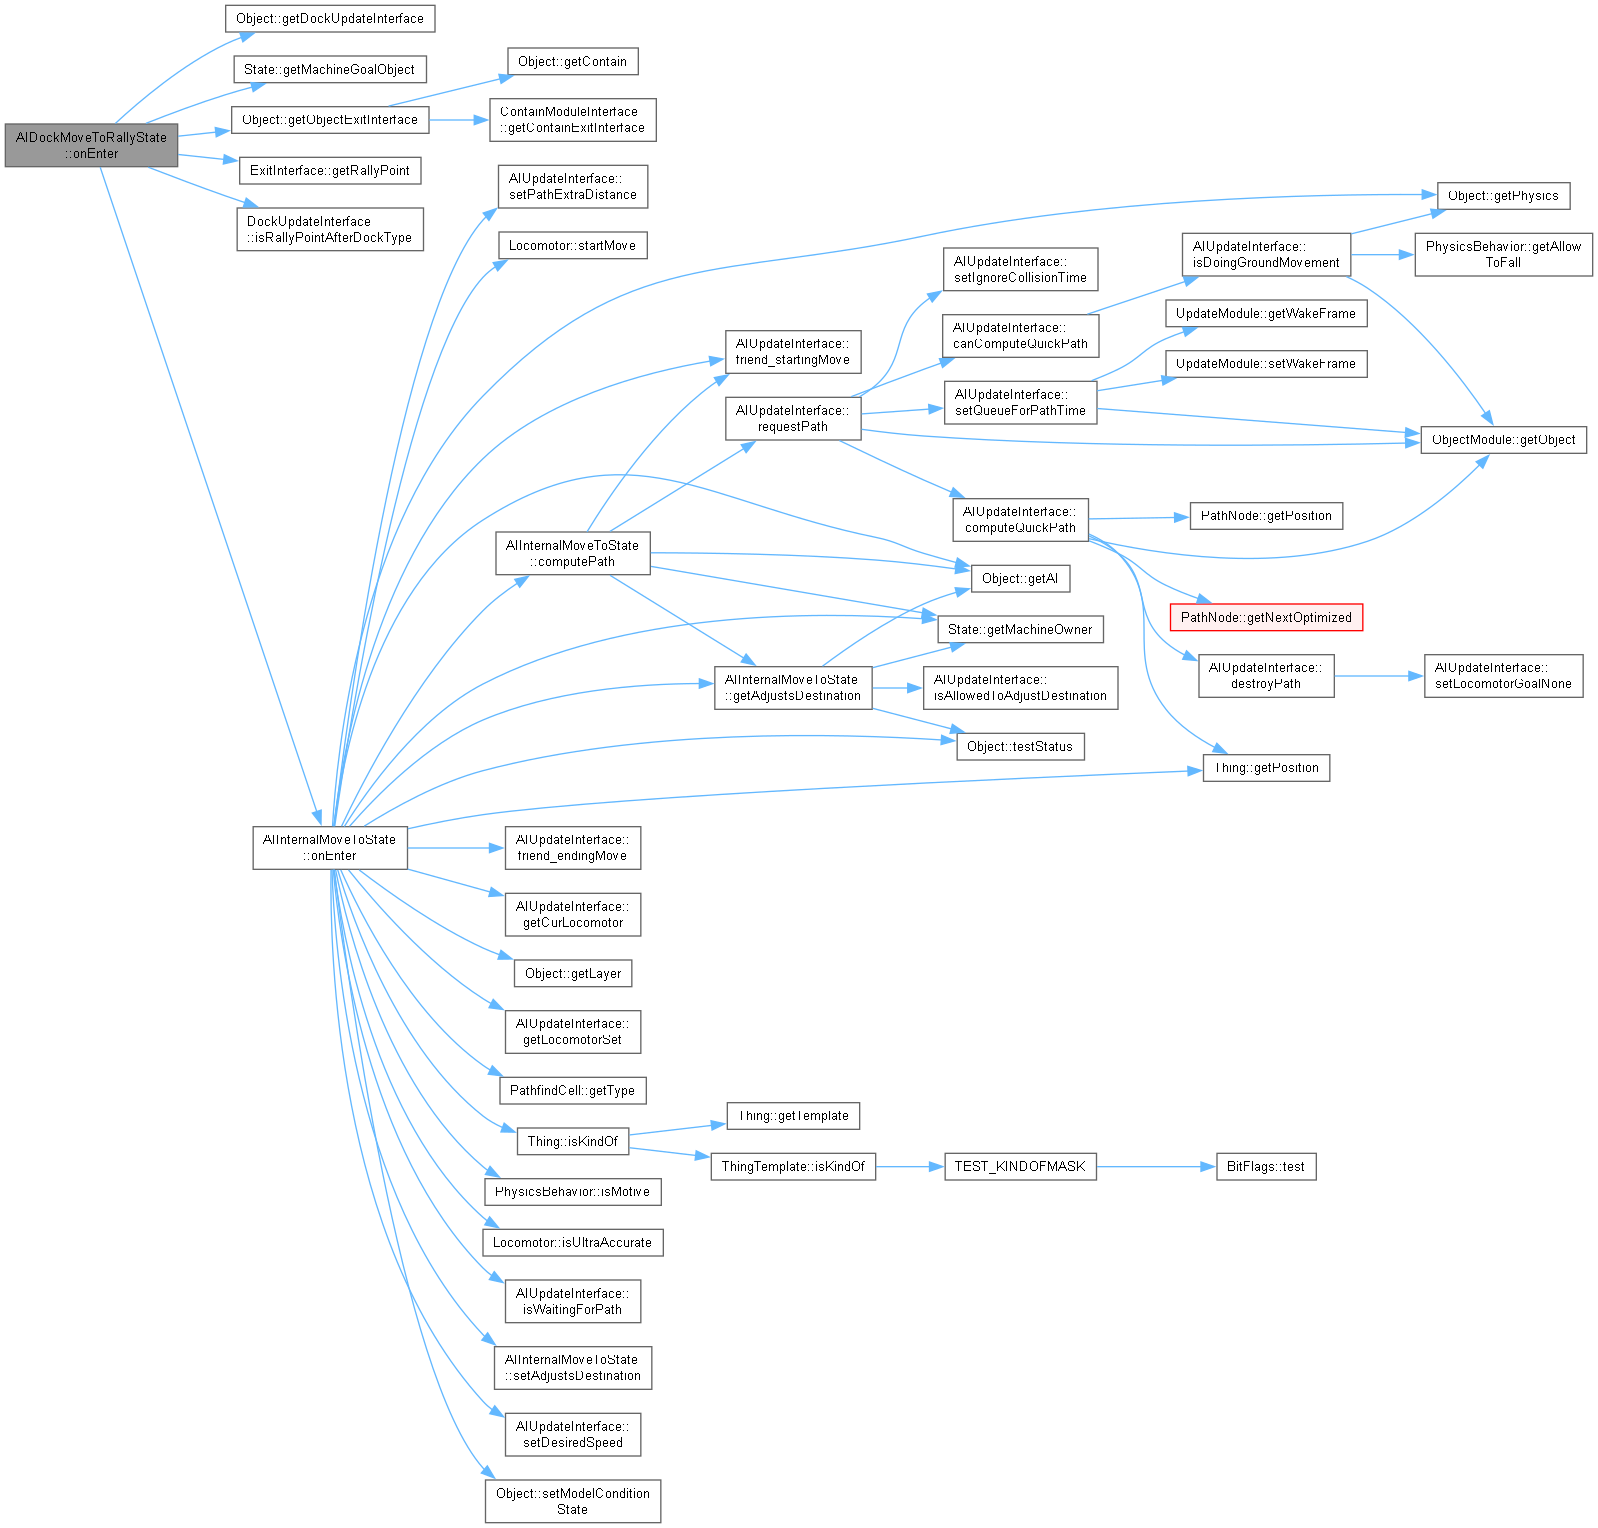 AIDockMoveToRallyState
::onEnter
Object::getDockUpdateInterface
State::getMachineGoalObject
Object::getObjectExitInterface
ExitInterface::getRallyPoint
DockUpdateInterface
::isRallyPointAfterDockType
Object::getContain
ContainModuleInterface
::getContainExitInterface
AIInternalMoveToState
::onEnter
AIUpdateInterface::
setPathExtraDistance
Locomotor::startMove
AIInternalMoveToState
::computePath
AIUpdateInterface::
friend_startingMove
AIUpdateInterface::
requestPath
AIInternalMoveToState
::getAdjustsDestination
AIUpdateInterface::
setIgnoreCollisionTime
AIUpdateInterface::
canComputeQuickPath
AIUpdateInterface::
setQueueForPathTime
AIUpdateInterface::
computeQuickPath
Object::getAI
State::getMachineOwner
AIUpdateInterface::
isAllowedToAdjustDestination
Object::testStatus
AIUpdateInterface::
isDoingGroundMovement
UpdateModule::getWakeFrame
UpdateModule::setWakeFrame
PathNode::getPosition
PathNode::getNextOptimized
AIUpdateInterface::
destroyPath
Thing::getPosition
Object::getPhysics
PhysicsBehavior::getAllow
ToFall
ObjectModule::getObject
AIUpdateInterface::
setLocomotorGoalNone
AIUpdateInterface::
friend_endingMove
AIUpdateInterface::
getCurLocomotor
Object::getLayer
AIUpdateInterface::
getLocomotorSet
PathfindCell::getType
Thing::isKindOf
Thing::getTemplate
ThingTemplate::isKindOf
TEST_KINDOFMASK
BitFlags::test
PhysicsBehavior::isMotive
Locomotor::isUltraAccurate
AIUpdateInterface::
isWaitingForPath
AIInternalMoveToState
::setAdjustsDestination
AIUpdateInterface::
setDesiredSpeed
Object::setModelCondition
State